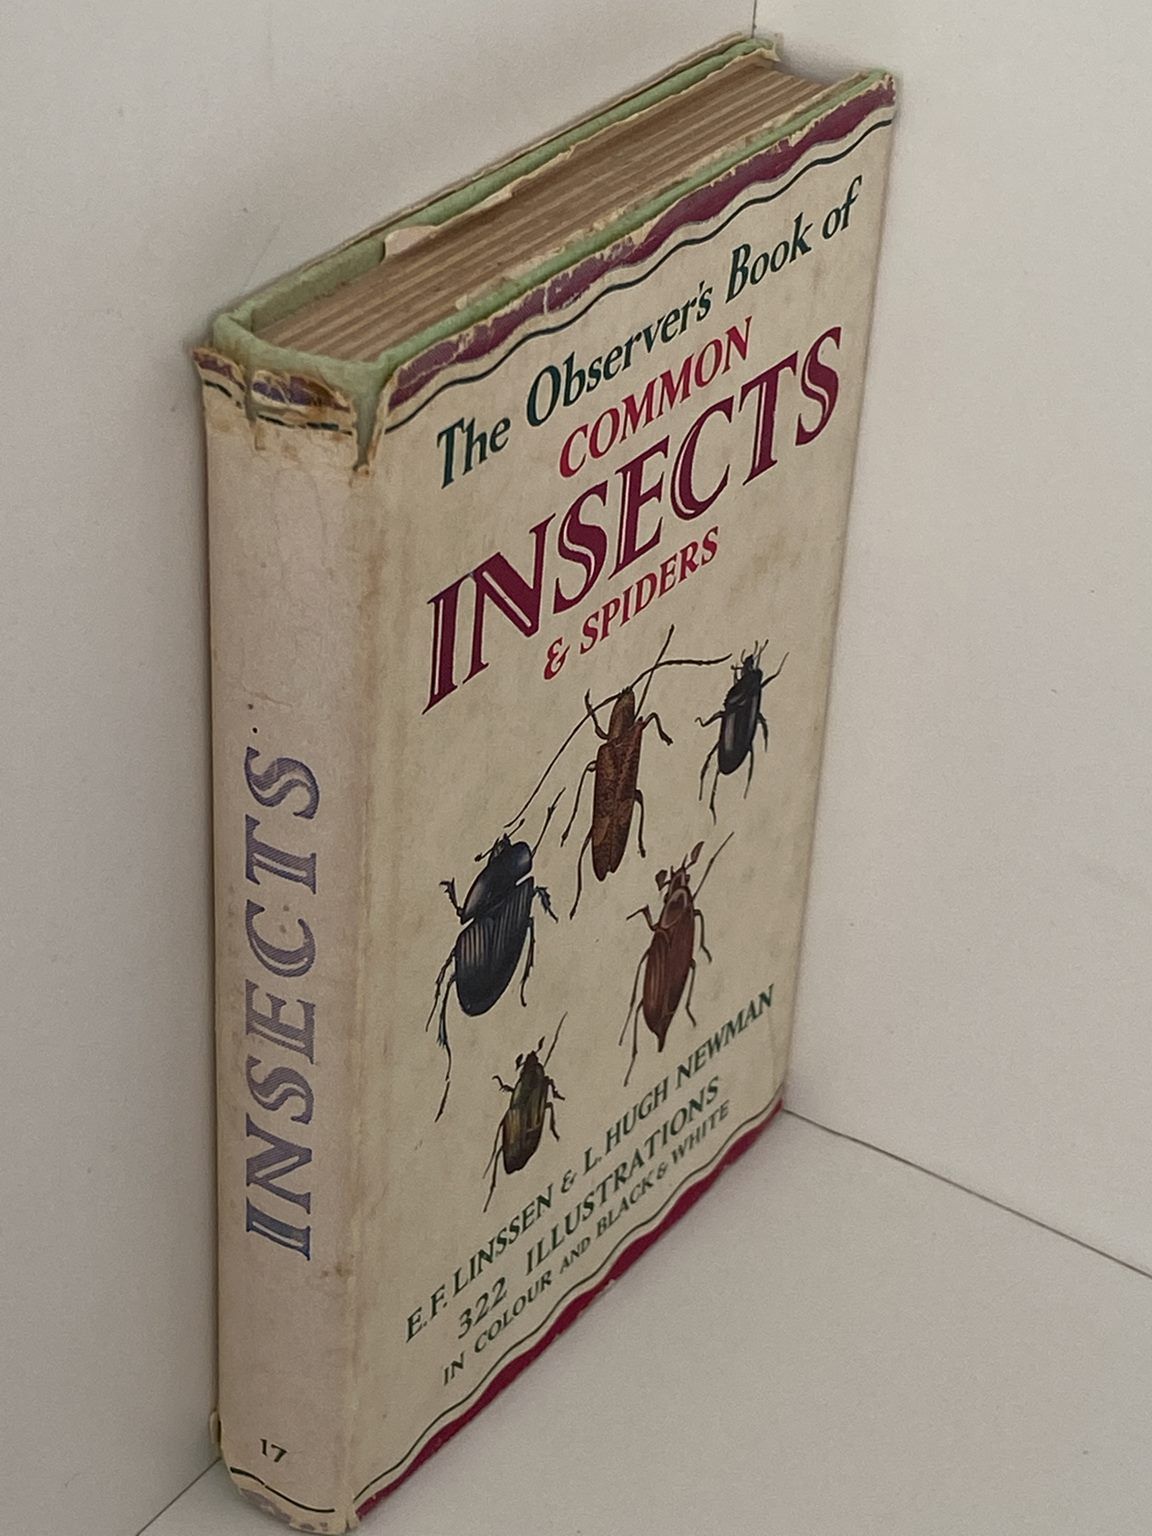 The Observer's Book of
COMMON
INSECTS
& SPIDERS
E.F. LINSSEN & L. HUGH NEWMAN
322 ILLUSTRATIONS
IN COLOUR AND BLACK & WHITE
INSECTS
17